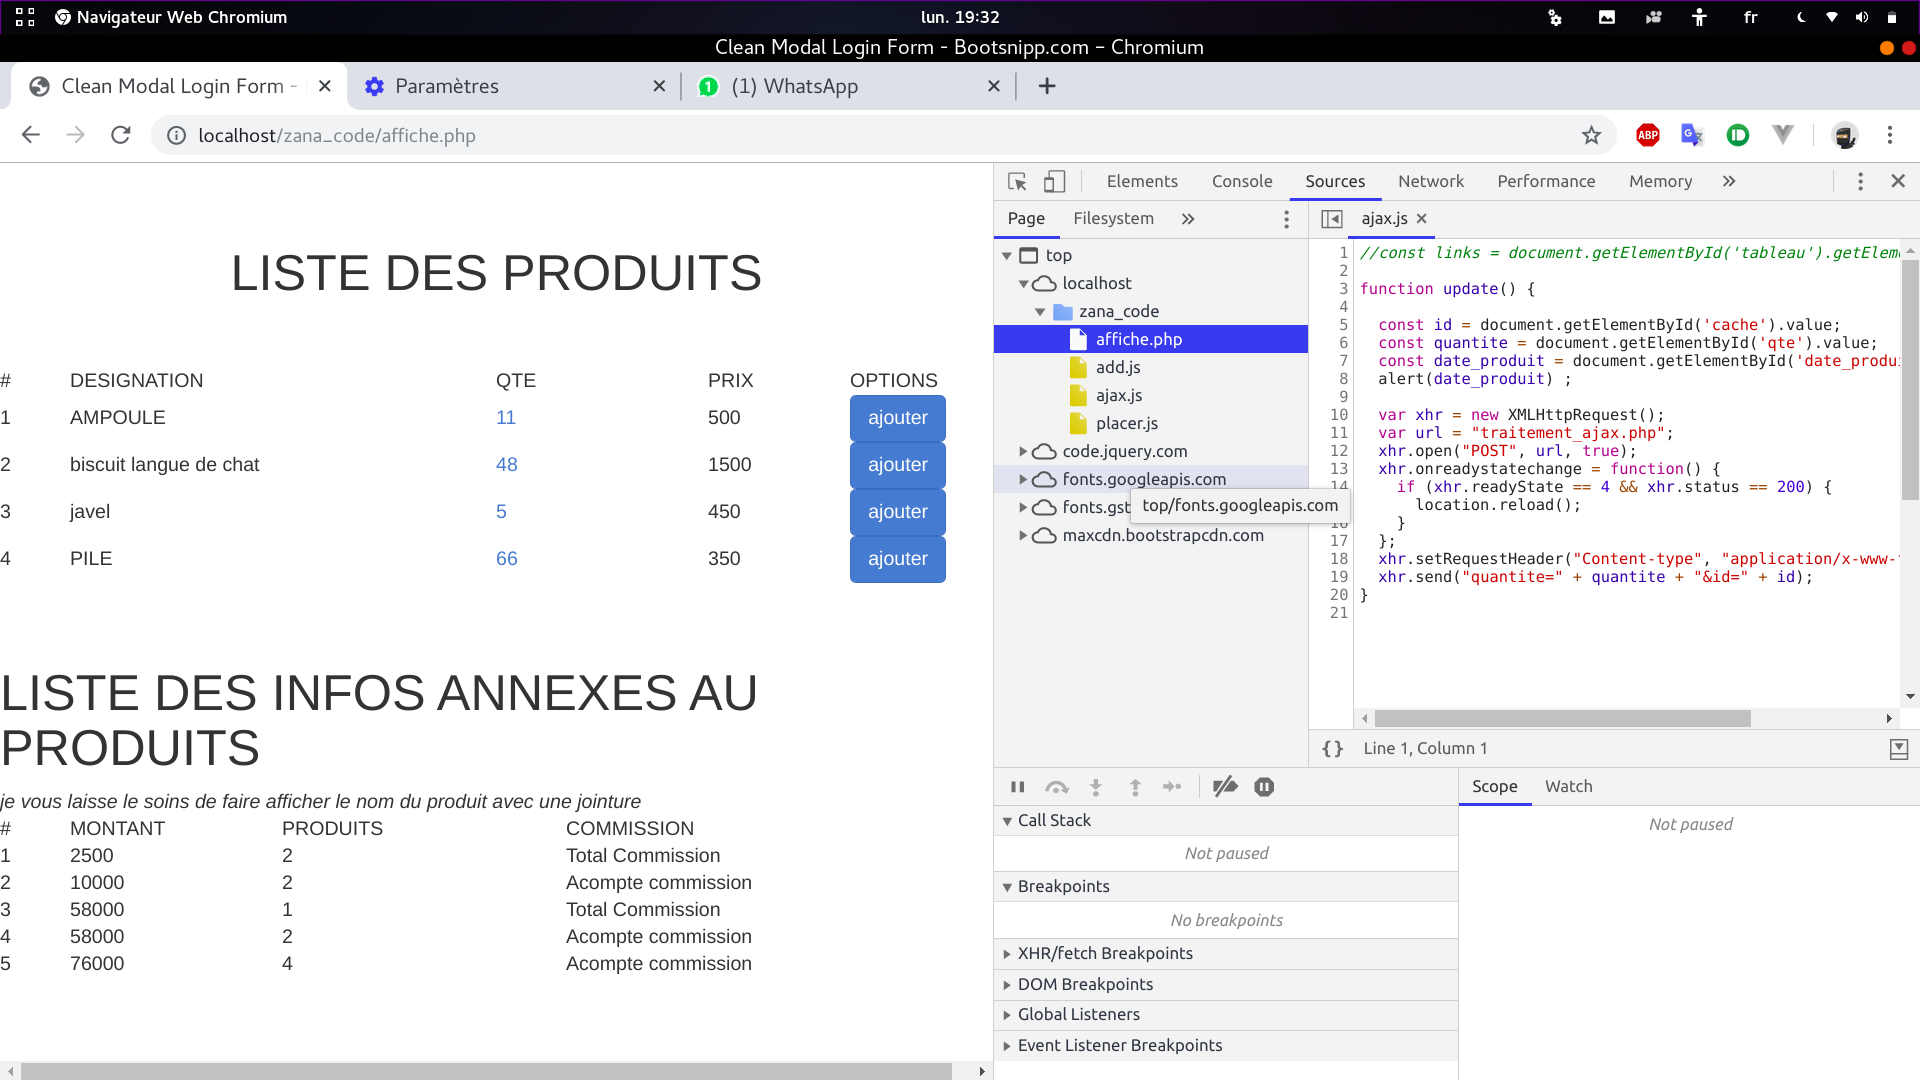 Navigateur Web Chromium
lun. 19:32
fr
Clean Modal Login Form - Bootsnipp.com – Chromium
Clean Modal Login Form -
Paramètres
(1) WhatsApp
localhost/zana_code/affiche.php
ABP
Elements Console Sources Network Performance Memory
Page Filesystem
ajax.js
LISTE DES PRODUITS
# DESIGNATION QTE PRIX OPTIONS
1 AMPOULE 11 500 ajouter
2 biscuit langue de chat 48 1500 ajouter
3 javel 5 450 ajouter
4 PILE 66 350 ajouter
LISTE DES INFOS ANNEXES AU
PRODUITS
je vous laisse le soins de faire afficher le nom du produit avec une jointure
# MONTANT PRODUITS COMMISSION
1 2500 2 Total Commission
2 10000 2 Acompte commission
3 58000 1 Total Commission
4 58000 2 Acompte commission
5 76000 4 Acompte commission
top
localhost
zana_code
affiche.php
add.js
ajax.js
placer.js
code.jquery.com
fonts.googleapis.com
fonts.gst
top/fonts.googleapis.com
maxcdn.bootstrapcdn.com
1 //const links = document.getElementById('tableau').getElem
2
3 function update() {
4
5 const id = document.getElementById('cache').value;
6 const quantite = document.getElementById('qte').value;
7 const date_produit = document.getElementById('date_produi
8 alert(date_produit) ;
9
10 var xhr = new XMLHttpRequest();
11 var url = "traitement_ajax.php";
12 xhr.open("POST", url, true);
13 xhr.onreadystatechange = function() {
14 if (xhr.readyState == 4 && xhr.status == 200) {
location.reload();
16 }
17 };
18 xhr.setRequestHeader("Content-type", "application/x-www-
19 xhr.send("quantite=" + quantite + "&id=" + id);
20 }
21
{} Line 1, Column 1
Call Stack
Not paused
Breakpoints
No breakpoints
XHR/fetch Breakpoints
DOM Breakpoints
Global Listeners
Event Listener Breakpoints
Scope Watch
Not paused